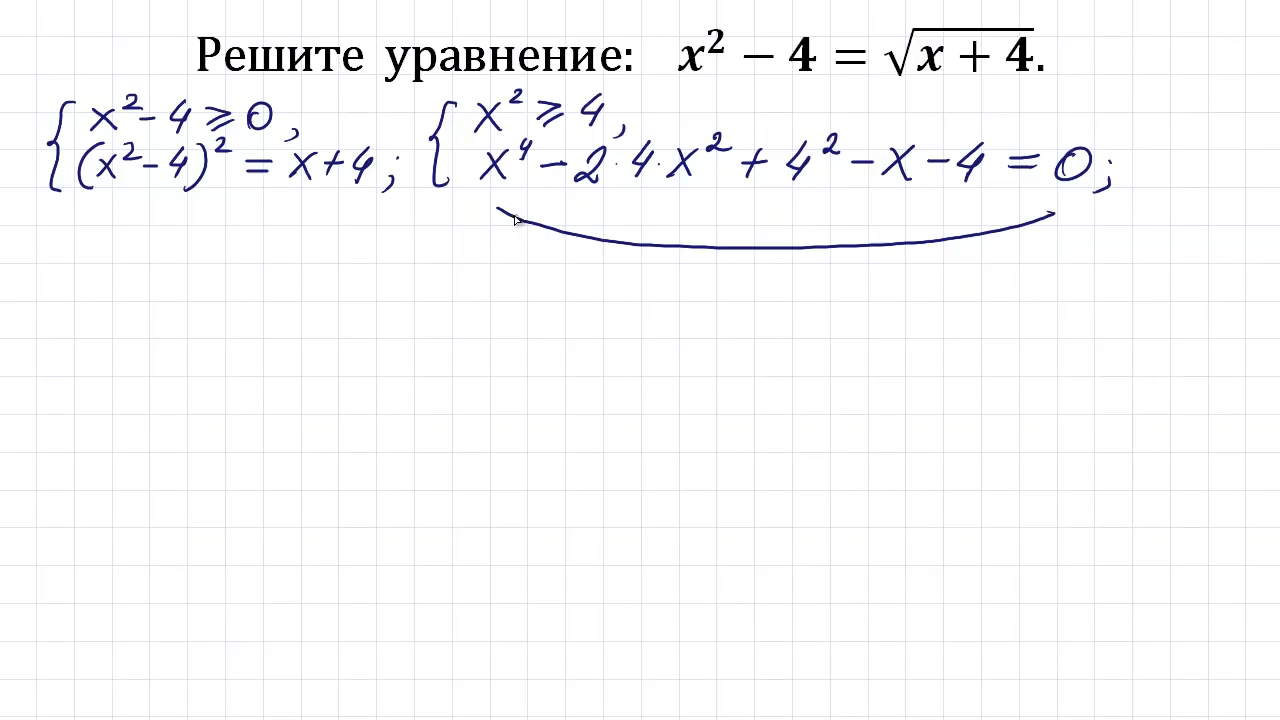 Решите уравнение: x² − 4 = √(x + 4).
{ x² - 4 ⩾ 0, { x² ⩾ 4,
(x² - 4)² = x + 4; x⁴ - 2·4·x² + 4² - x - 4 = 0;